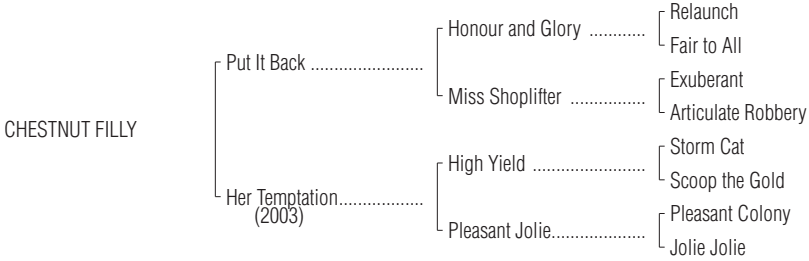 Relaunch
Honour and Glory ............
Fair to All
Put It Back .......................
Exuberant
Miss Shoplifter ................
Articulate Robbery
CHESTNUT FILLY
Storm Cat
High Yield ........................
Scoop the Gold
Her Temptation.................
(2003)
Pleasant Colony
Pleasant Jolie....................
Jolie Jolie